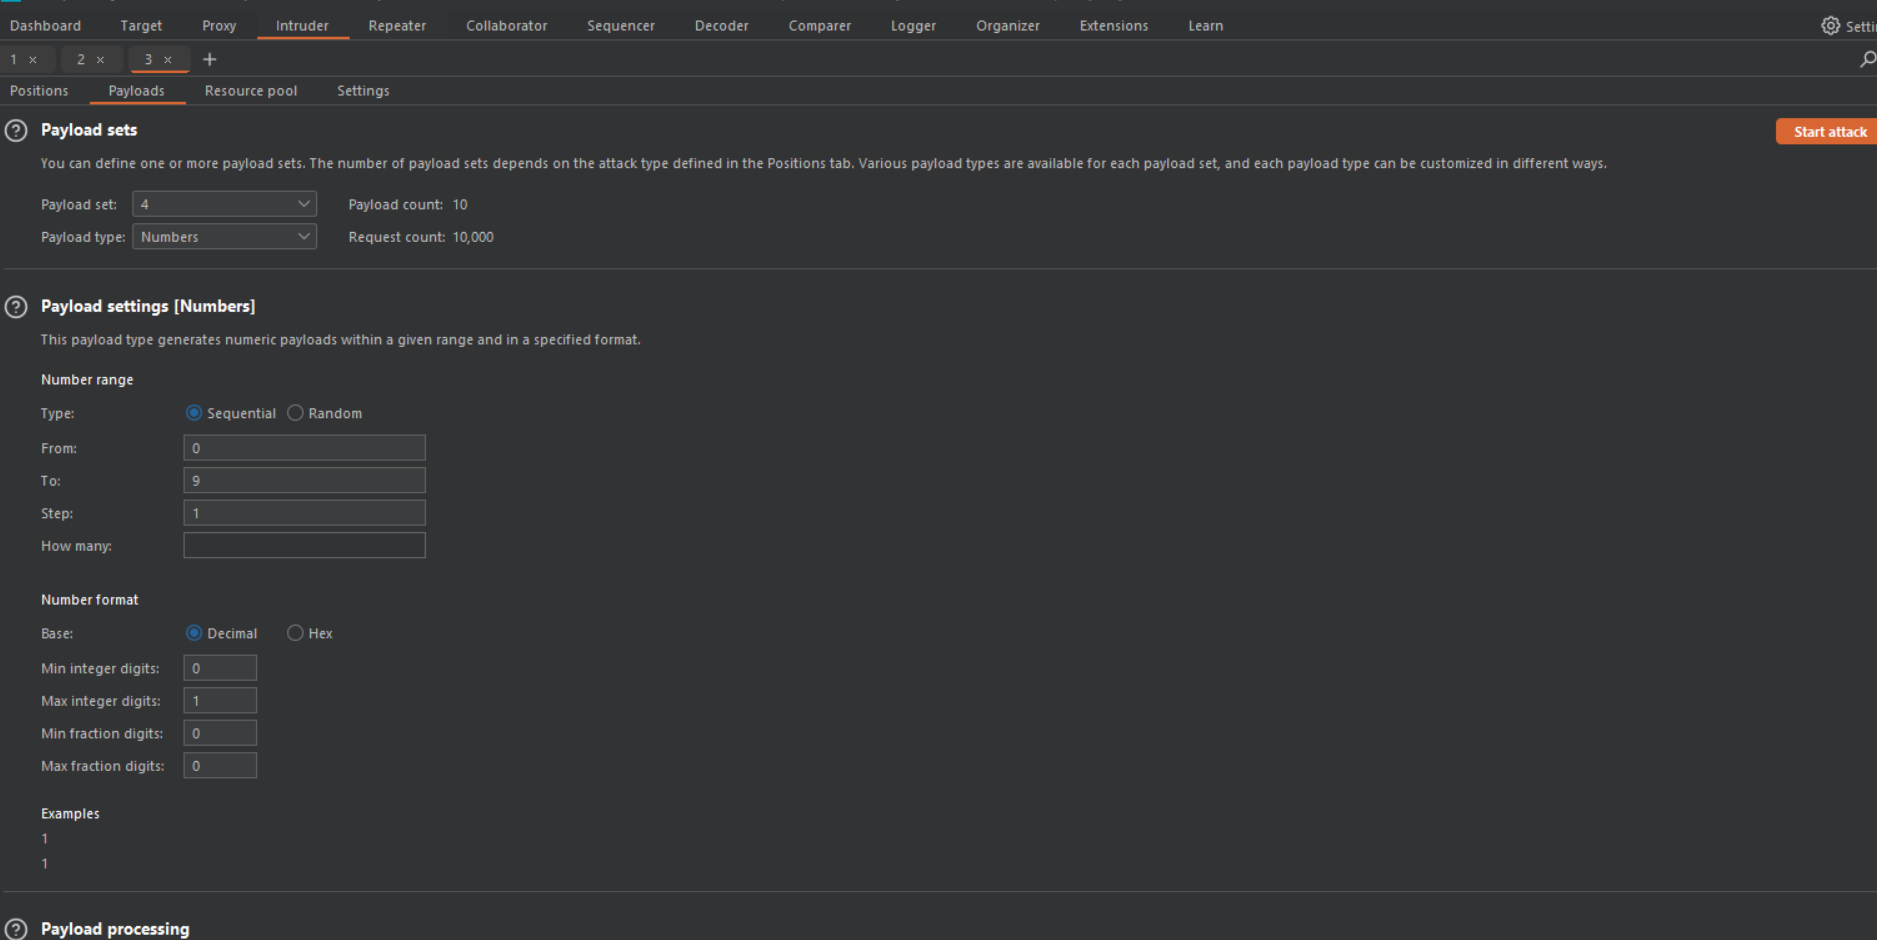 Dashboard Target Proxy Intruder Repeater Collaborator Sequencer Decoder Comparer Logger Organizer Extensions Learn
1 × 2 × 3 × +
Positions Payloads Resource pool Settings
? Payload sets
Start attack
You can define one or more payload sets. The number of payload sets depends on the attack type defined in the Positions tab. Various payload types are available for each payload set, and each payload type can be customized in different ways.
Payload set: 4 Payload count: 10
Payload type: Numbers Request count: 10,000
? Payload settings [Numbers]
This payload type generates numeric payloads within a given range and in a specified format.
Number range
Type: Sequential Random
From: 0
To: 9
Step: 1
How many:
Number format
Base: Decimal Hex
Min integer digits: 0
Max integer digits: 1
Min fraction digits: 0
Max fraction digits: 0
Examples
1
1
? Payload processing